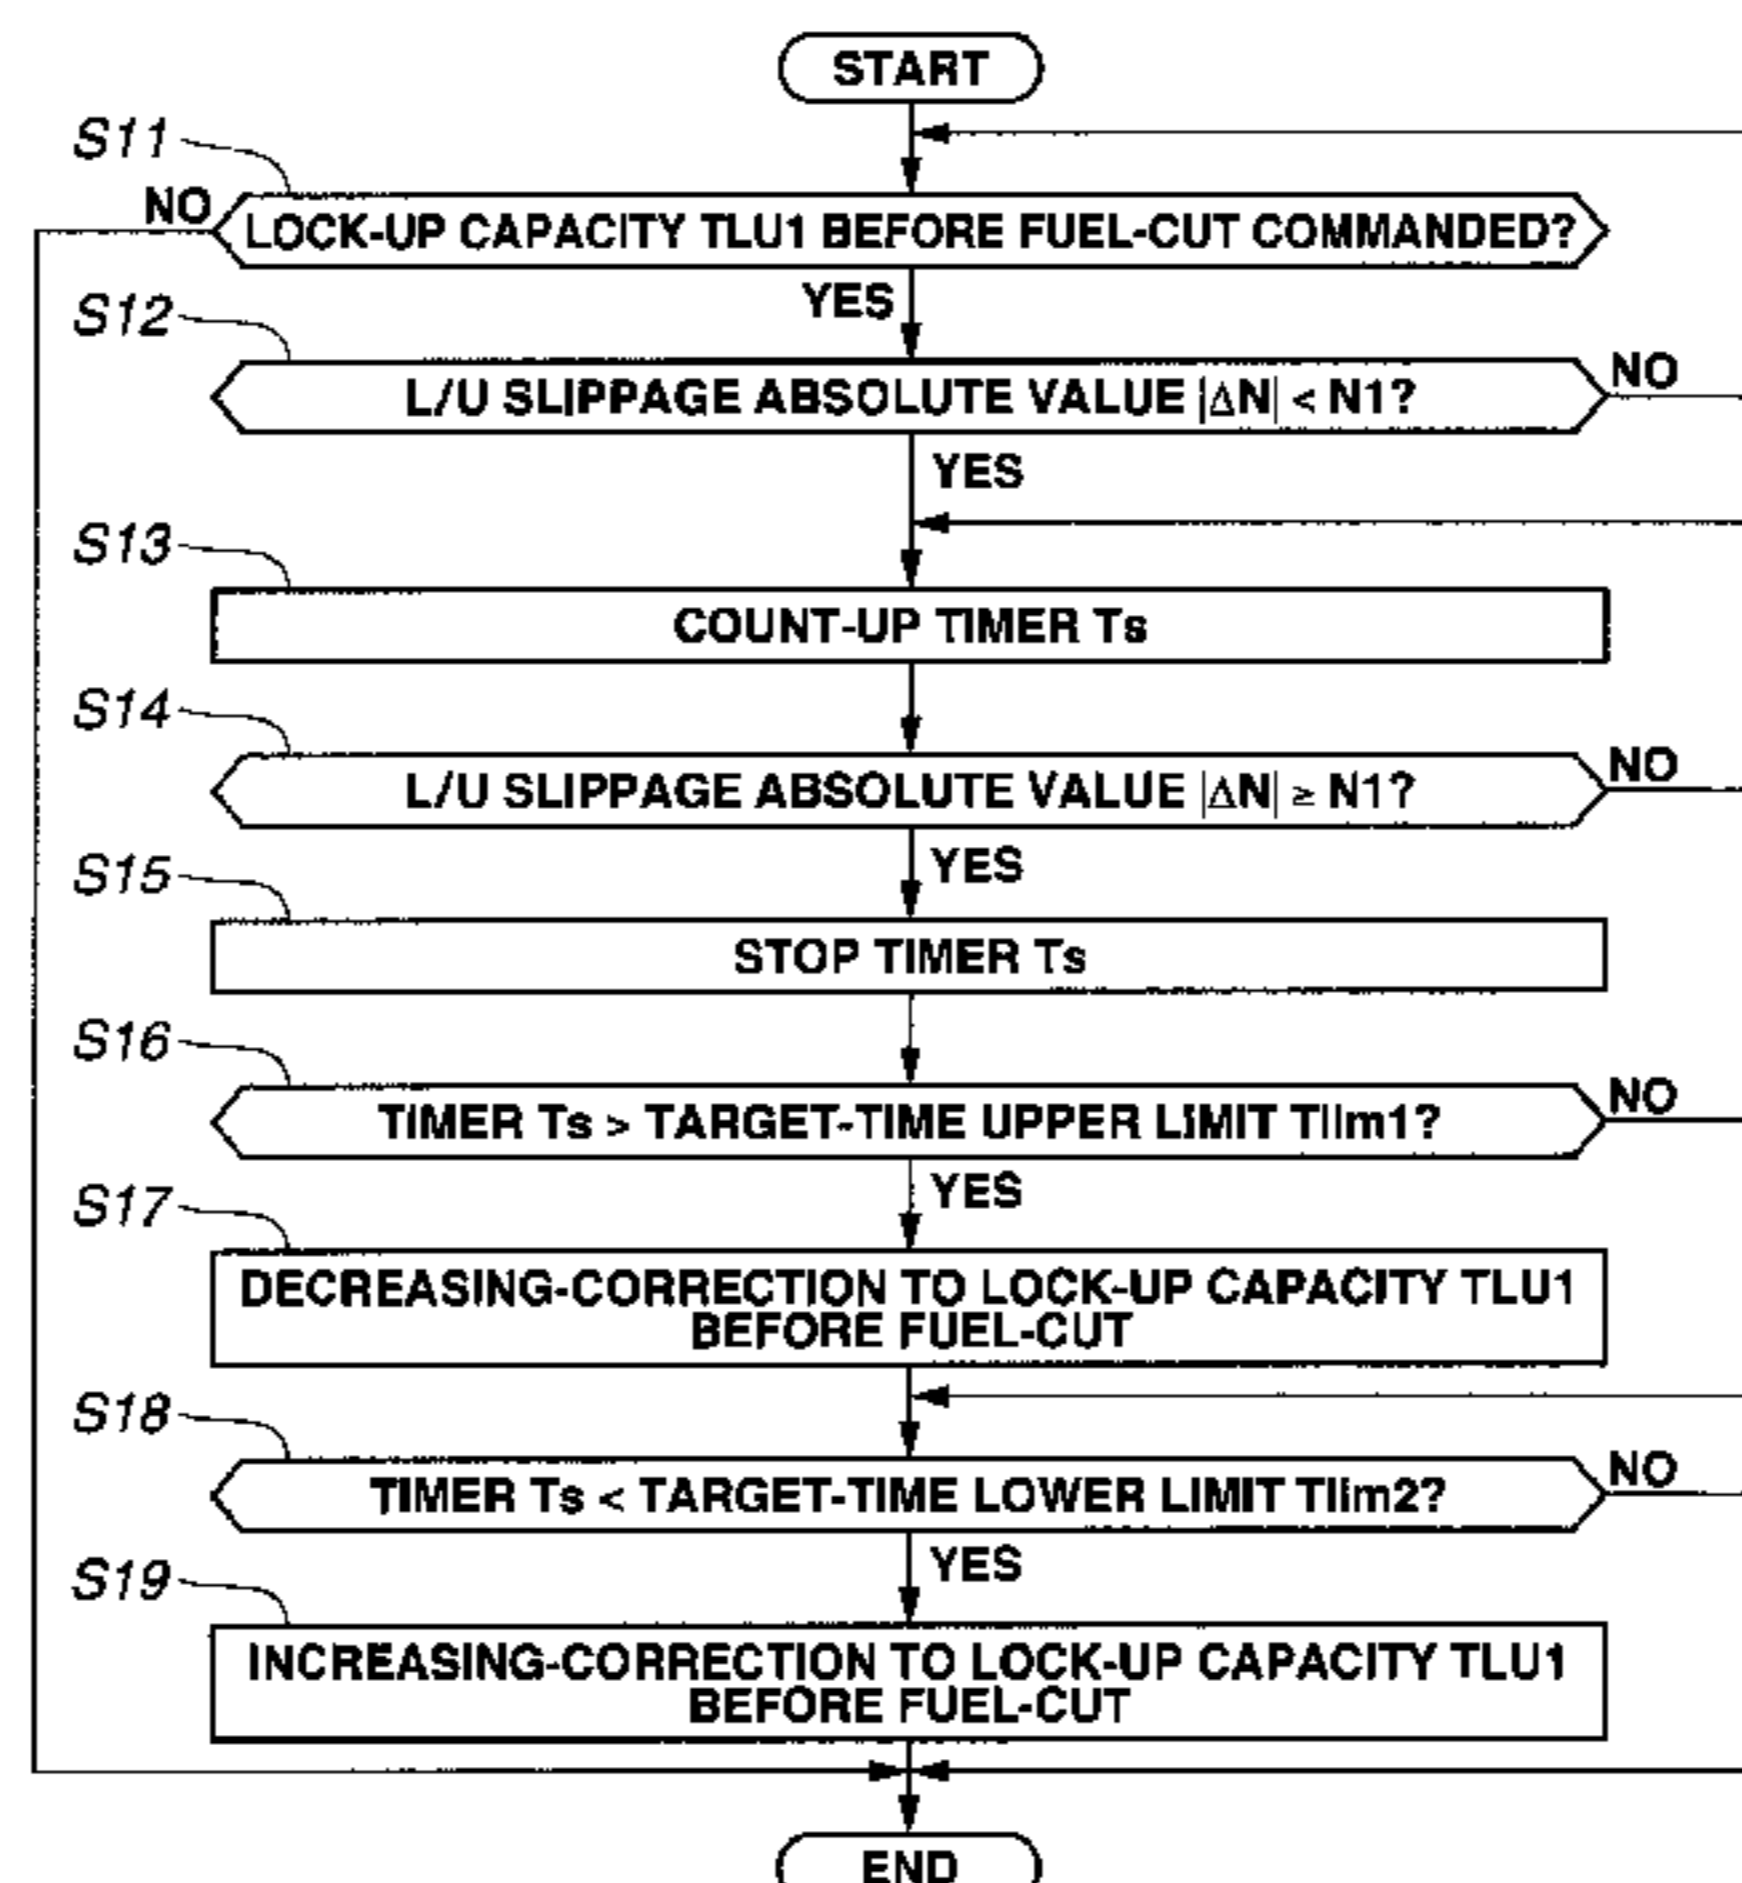 START
S11
NO
LOCK-UP CAPACITY TLU1 BEFORE FUEL-CUT COMMANDED?
YES
S12
L/U SLIPPAGE ABSOLUTE VALUE |ΔN| < N1?
NO
YES
S13
COUNT-UP TIMER Ts
S14
L/U SLIPPAGE ABSOLUTE VALUE |ΔN| ≥ N1?
NO
YES
S15
STOP TIMER Ts
S16
TIMER Ts > TARGET-TIME UPPER LIMIT Tlim1?
NO
YES
S17
DECREASING-CORRECTION TO LOCK-UP CAPACITY TLU1
BEFORE FUEL-CUT
S18
TIMER Ts < TARGET-TIME LOWER LIMIT Tlim2?
NO
YES
S19
INCREASING-CORRECTION TO LOCK-UP CAPACITY TLU1
BEFORE FUEL-CUT
END